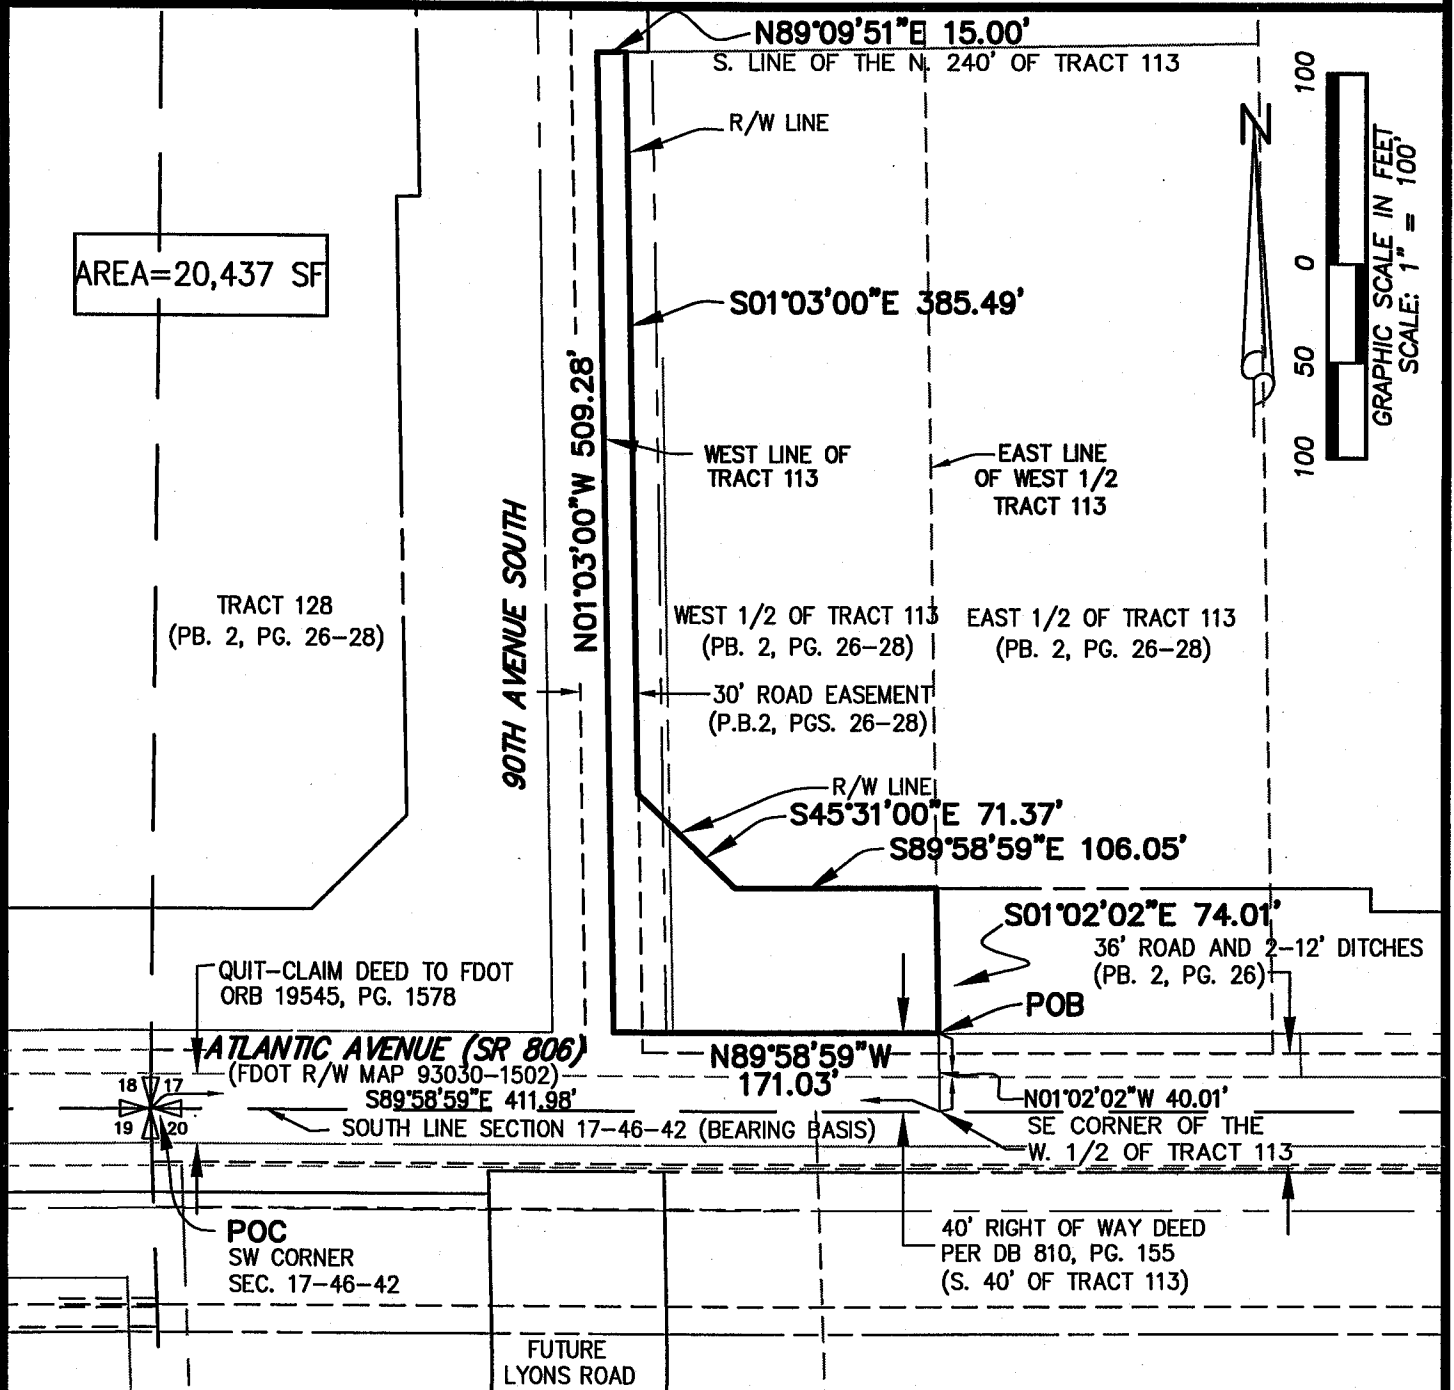 N89°09'51"E 15.00'
S. LINE OF THE N. 240' OF TRACT 113
R/W LINE
100
N
AREA=20,437 SF
0
S01°03'00"E 385.49'
50
GRAPHIC SCALE IN FEET
SCALE: 1" = 100'
N01°03'00"W 509.28'
WEST LINE OF
TRACT 113
EAST LINE
OF WEST 1/2
TRACT 113
100
90TH AVENUE SOUTH
TRACT 128
(PB. 2, PG. 26-28)
WEST 1/2 OF TRACT 113
(PB. 2, PG. 26-28)
EAST 1/2 OF TRACT 113
(PB. 2, PG. 26-28)
30' ROAD EASEMENT
(P.B.2, PGS. 26-28)
R/W LINE
S45°31'00"E 71.37'
S89°58'59"E 106.05'
S01°02'02"E 74.01'
36' ROAD AND 2-12' DITCHES
(PB. 2, PG. 26)
QUIT-CLAIM DEED TO FDOT
ORB 19545, PG. 1578
POB
ATLANTIC AVENUE (SR 806)
(FDOT R/W MAP 93030-1502)
N89°58'59"W
171.03'
18 17
19 20
S89°58'59"E 411.98'
SOUTH LINE SECTION 17-46-42 (BEARING BASIS)
N01°02'02"W 40.01'
SE CORNER OF THE
W. 1/2 OF TRACT 113
POC
SW CORNER
SEC. 17-46-42
40' RIGHT OF WAY DEED
PER DB 810, PG. 155
(S. 40' OF TRACT 113)
FUTURE
LYONS ROAD